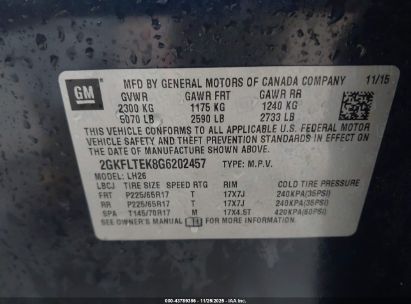 GM
MFD BY GENERAL MOTORS OF CANADA COMPANY 11/15
GVWR GAWR FRT GAWR RR
2300 KG 1175 KG 1240 KG
5070 LB 2590 LB 2733 LB
THIS VEHICLE CONFORMS TO ALL APPLICABLE
U.S. FEDERAL MOTOR VEHICLE SAFETY, BUMPER,
AND THEFT PREVENTION STANDARDS IN EFFECT
ON THE DATE OF MANUFACTURE SHOWN ABOVE.
2GKFLTEK8G6202457 TYPE: M.P.V.
MODEL: LH26
LBCJ TIRE SIZE SPEED RTG RIM COLD TIRE PRESSURE
FRT P225/65R17 T 17X7J 240KPA(35PSI)
RR P225/65R17 T 17X7J 240KPA(35PSI)
SPA T145/70R17 M 17X4.5T 420KPA(60PSI)
SEE OWNER'S MANUAL FOR MORE INFORMATION.